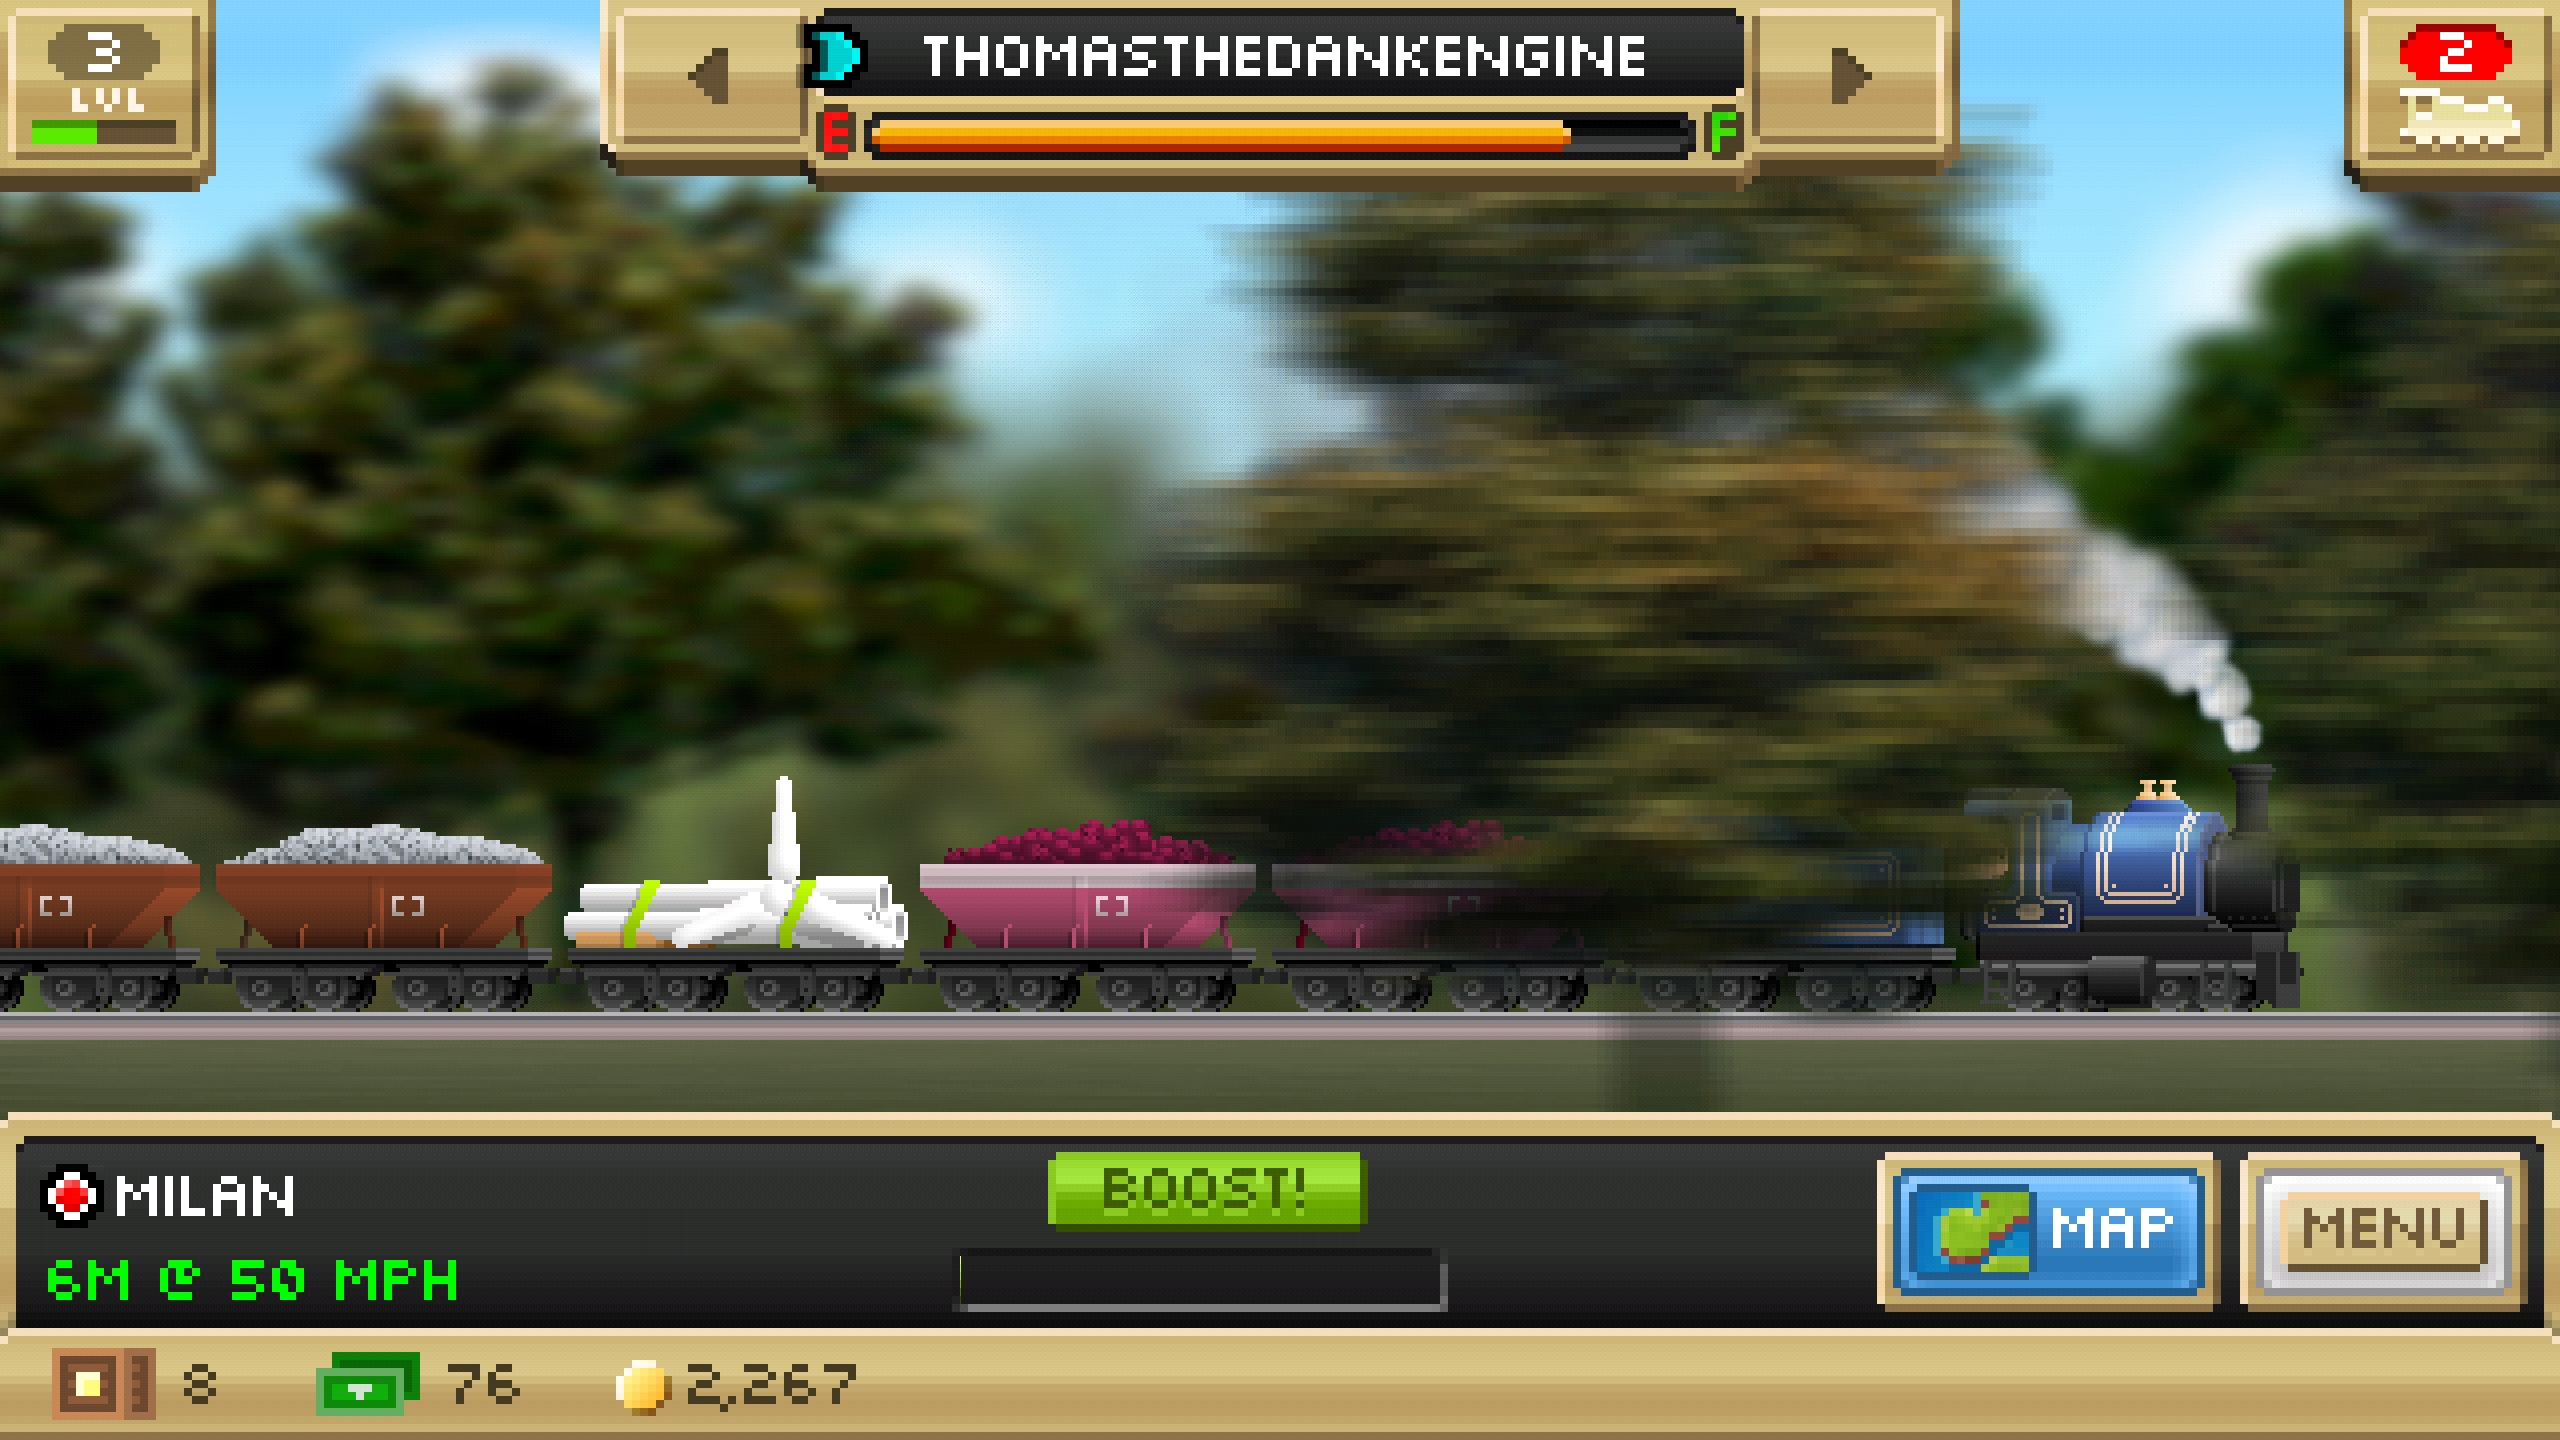 3
LVL
THOMASTHEDANKENGINE
E F
2
MILAN
6M @ 50 MPH
BOOST!
MAP
MENU
8 76 2,267